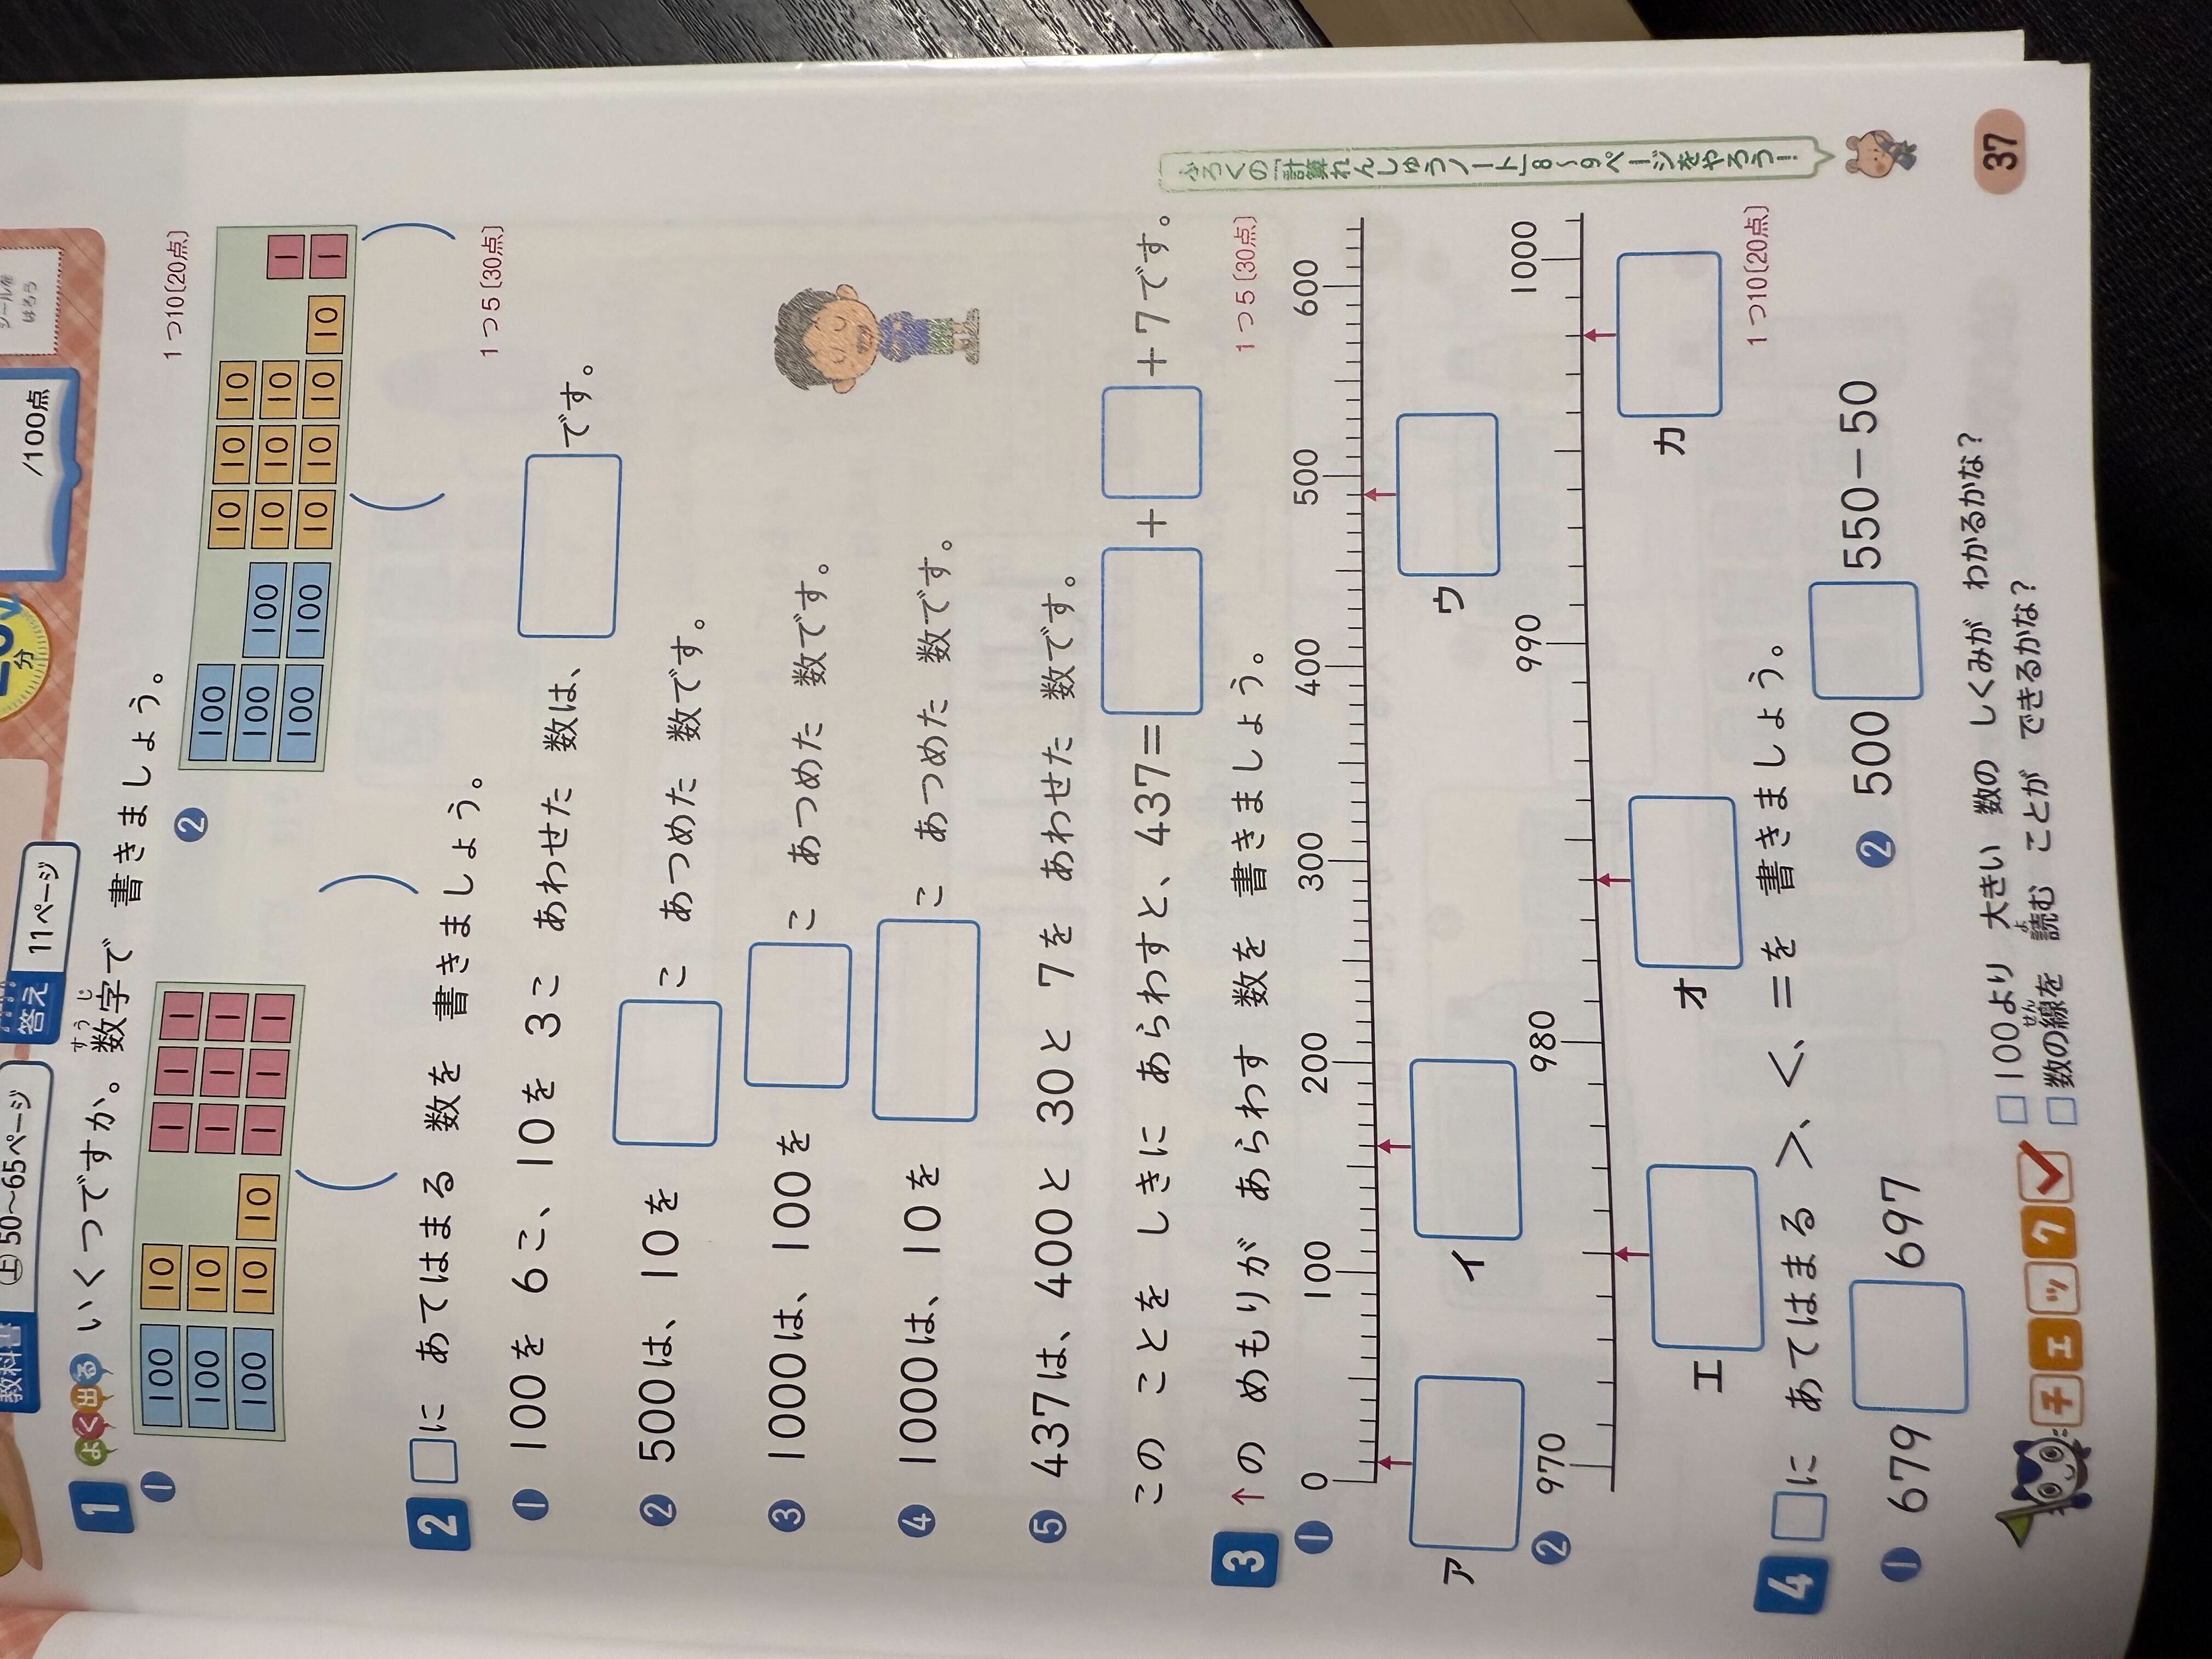 シールを
はろう
/100点
分
教科書 ㊤50〜65ページ 答え 11ページ
1 よく出る いくつですか。数字で 書きましょう。
すうじ
1つ10〔20点〕
❶
100 10 1 1 1
100 10 1 1 1
100 10 10 1 1 1
( )
❷
100 10 10 10
100 100 10 10 10 1
100 100 10 10 10 10 1
( )
2 □に あてはまる 数を 書きましょう。
1つ5〔30点〕
❶ 100を 6こ、10を 3こ あわせた 数は、□です。
❷ 500は、10を □こ あつめた 数です。
❸ 1000は、100を □こ あつめた 数です。
❹ 1000は、10を □こ あつめた 数です。
❺ 437は、400と 30と 7を あわせた 数です。
この ことを しきに あらわすと、437=□+□+7です。
3 ↑の めもりが あらわす 数を 書きましょう。
1つ5〔30点〕
❶ 0 100 200 300 400 500 600
ア イ ウ
❷ 970 980 990 1000
エ オ カ
4 □に あてはまる >、<、=を 書きましょう。
1つ10〔20点〕
❶ 679 □ 697 ❷ 500 □ 550−50
チェック✓
□100より 大きい 数の しくみが わかるかな?
せん よ
□数の線を 読む ことが できるかな?
ふろくの「計算れんしゅうノート」8〜9ページをやろう!
37